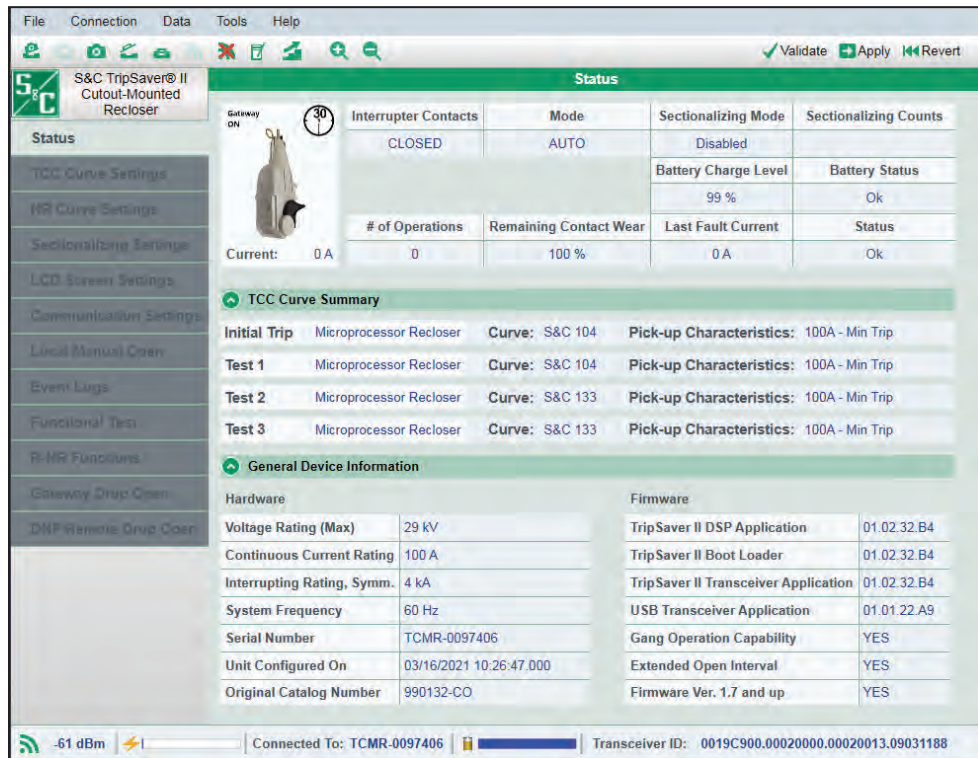 File Connection Data Tools Help
Validate Apply Revert
S&C
S&C TripSaver® II
Cutout-Mounted
Recloser
Status
Status
TCC Curve Settings
NR Curve Settings
Sectionalizing Settings
LCD Screen Settings
Communication Settings
Local Manual Open
Event Logs
Functional Test
R-NR Functions
Gateway Drop Open
DNP Remote Drop Open
Gateway
ON
30
Current: 0 A
Interrupter Contacts Mode Sectionalizing Mode Sectionalizing Counts
CLOSED AUTO Disabled
Battery Charge Level Battery Status
99 % Ok
# of Operations Remaining Contact Wear Last Fault Current Status
0 100 % 0 A Ok
TCC Curve Summary
Initial Trip Microprocessor Recloser Curve: S&C 104 Pick-up Characteristics: 100A - Min Trip
Test 1 Microprocessor Recloser Curve: S&C 104 Pick-up Characteristics: 100A - Min Trip
Test 2 Microprocessor Recloser Curve: S&C 133 Pick-up Characteristics: 100A - Min Trip
Test 3 Microprocessor Recloser Curve: S&C 133 Pick-up Characteristics: 100A - Min Trip
General Device Information
Hardware
Voltage Rating (Max) 29 kV
Continuous Current Rating 100 A
Interrupting Rating, Symm. 4 kA
System Frequency 60 Hz
Serial Number TCMR-0097406
Unit Configured On 03/16/2021 10:26:47.000
Original Catalog Number 990132-CO
Firmware
TripSaver II DSP Application 01.02.32.B4
TripSaver II Boot Loader 01.02.32.B4
TripSaver II Transceiver Application 01.02.32.B4
USB Transceiver Application 01.01.22.A9
Gang Operation Capability YES
Extended Open Interval YES
Firmware Ver. 1.7 and up YES
-61 dBm Connected To: TCMR-0097406 Transceiver ID: 0019C900.00020000.00020013.09031188